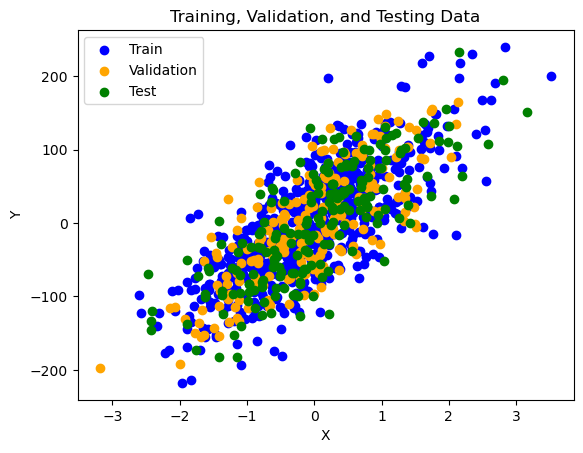 Training, Validation, and Testing Data
Train
Validation
Test
200
100
0
−100
−200
Y
−3
−2
−1
0
1
2
3
X